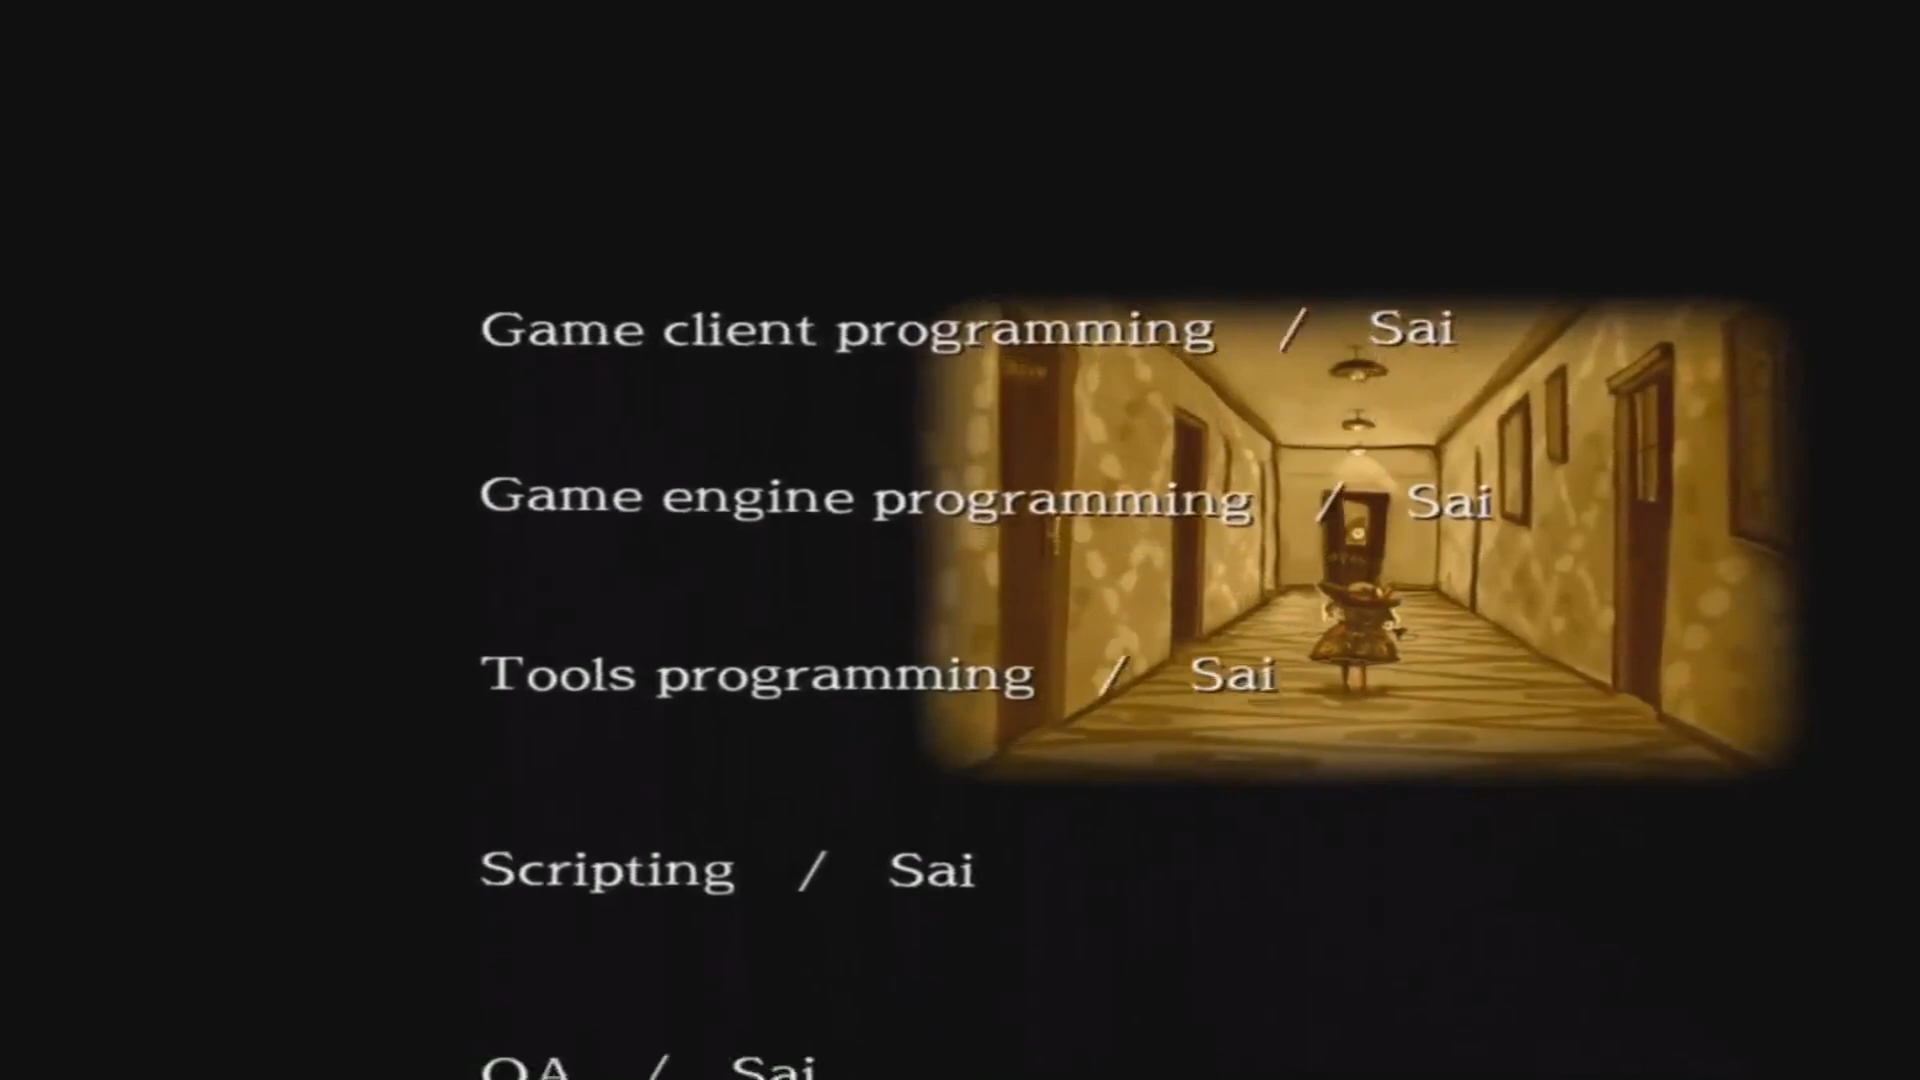 Game client programming / Sai
Game engine programming / Sai
Tools programming / Sai
Scripting / Sai
QA / Sai